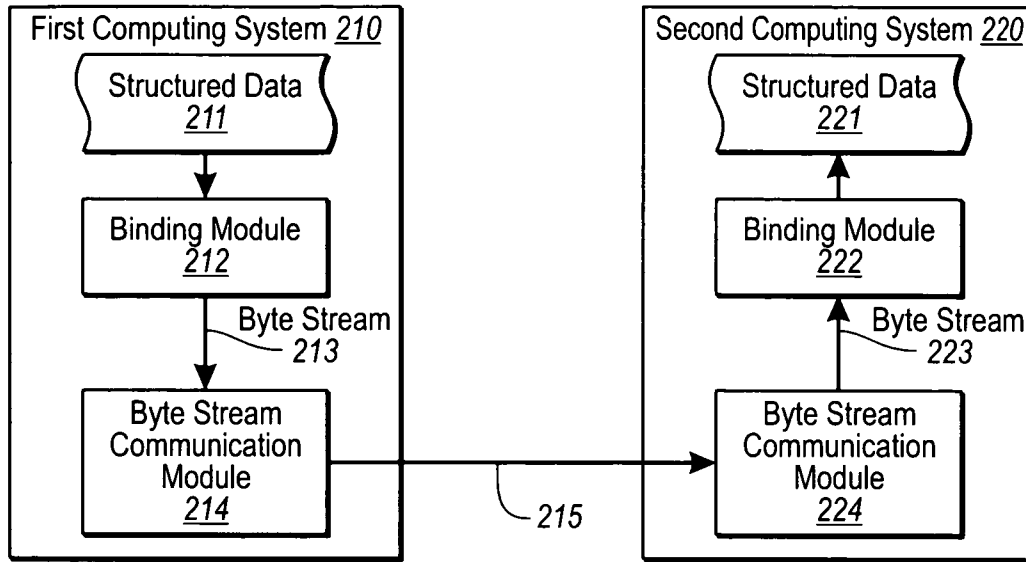 First Computing System 210
Structured Data
211
Binding Module
212
Byte Stream
213
Byte Stream
Communication
Module
214
215
Second Computing System 220
Structured Data
221
Binding Module
222
Byte Stream
223
Byte Stream
Communication
Module
224